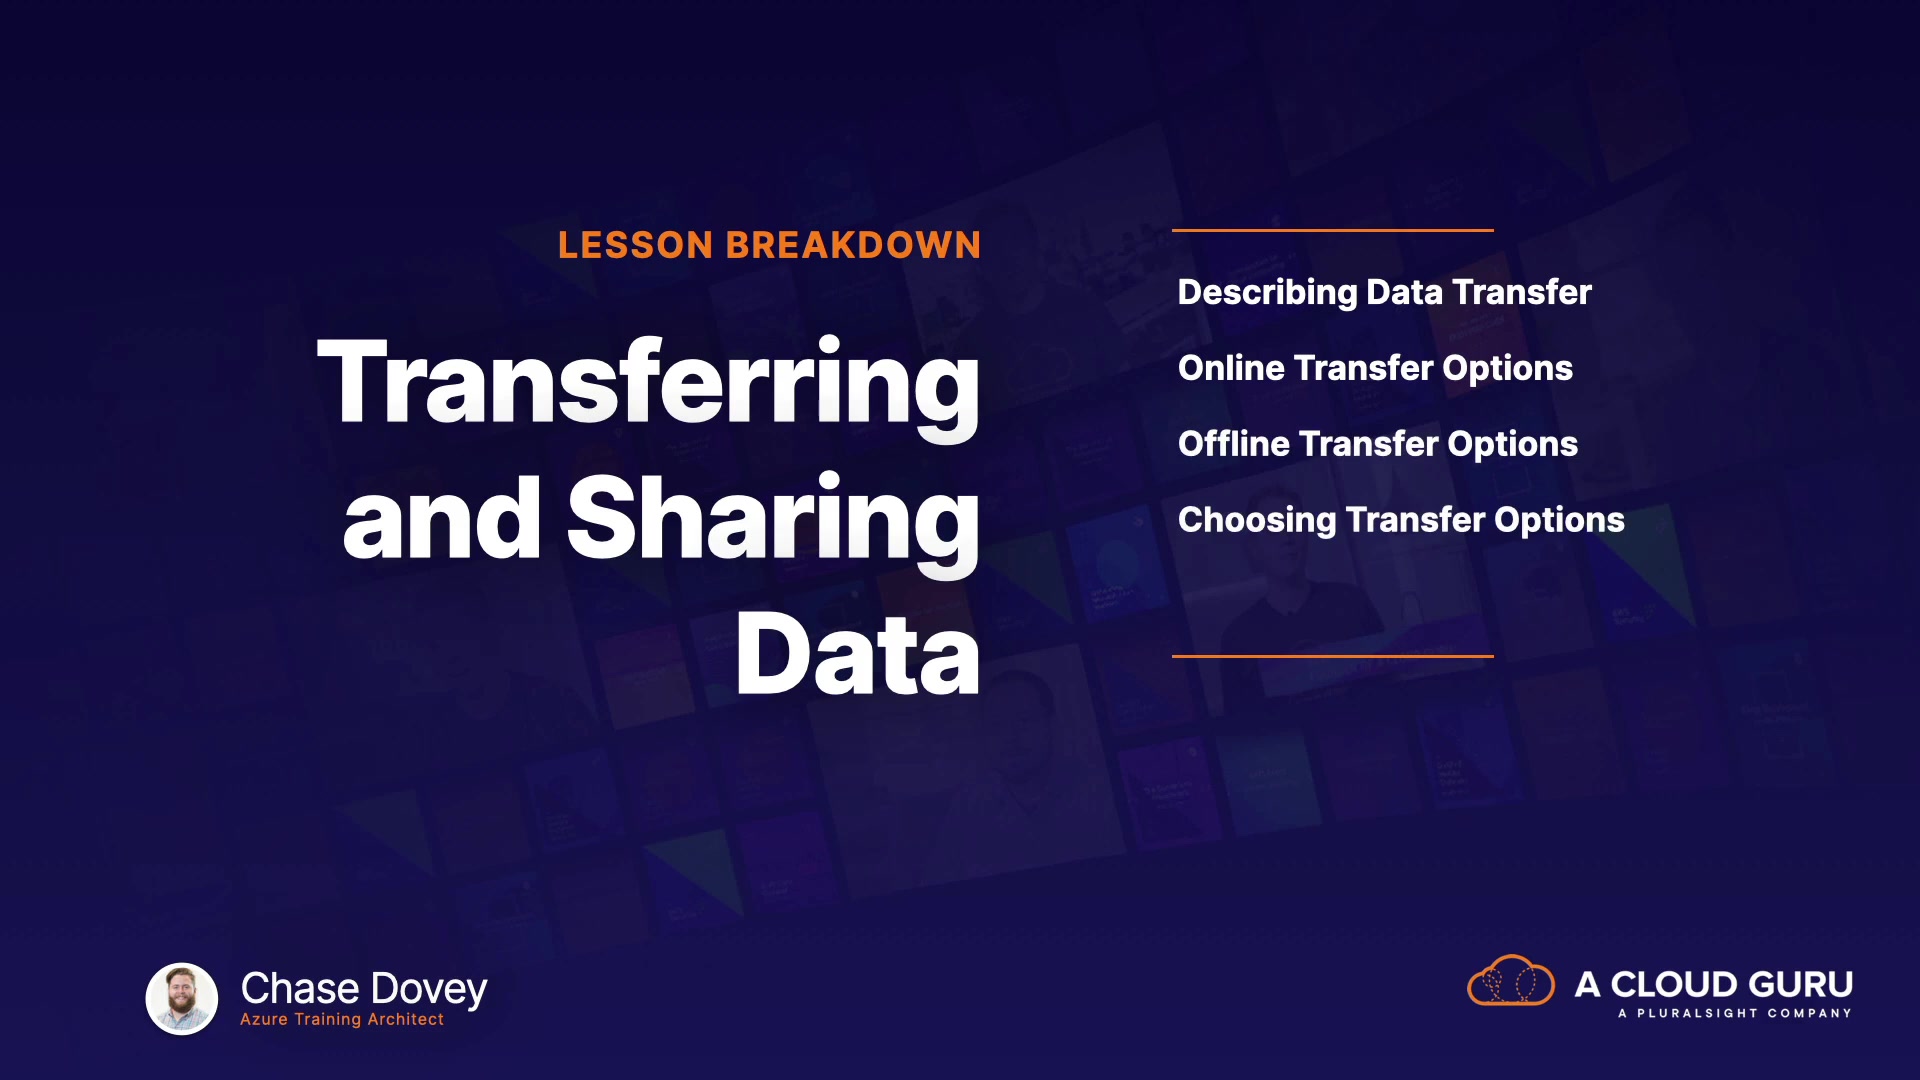 LESSON BREAKDOWN
Transferring
and Sharing
Data
Describing Data Transfer
Online Transfer Options
Offline Transfer Options
Choosing Transfer Options
Chase Dovey
Azure Training Architect
A CLOUD GURU
A PLURALSIGHT COMPANY